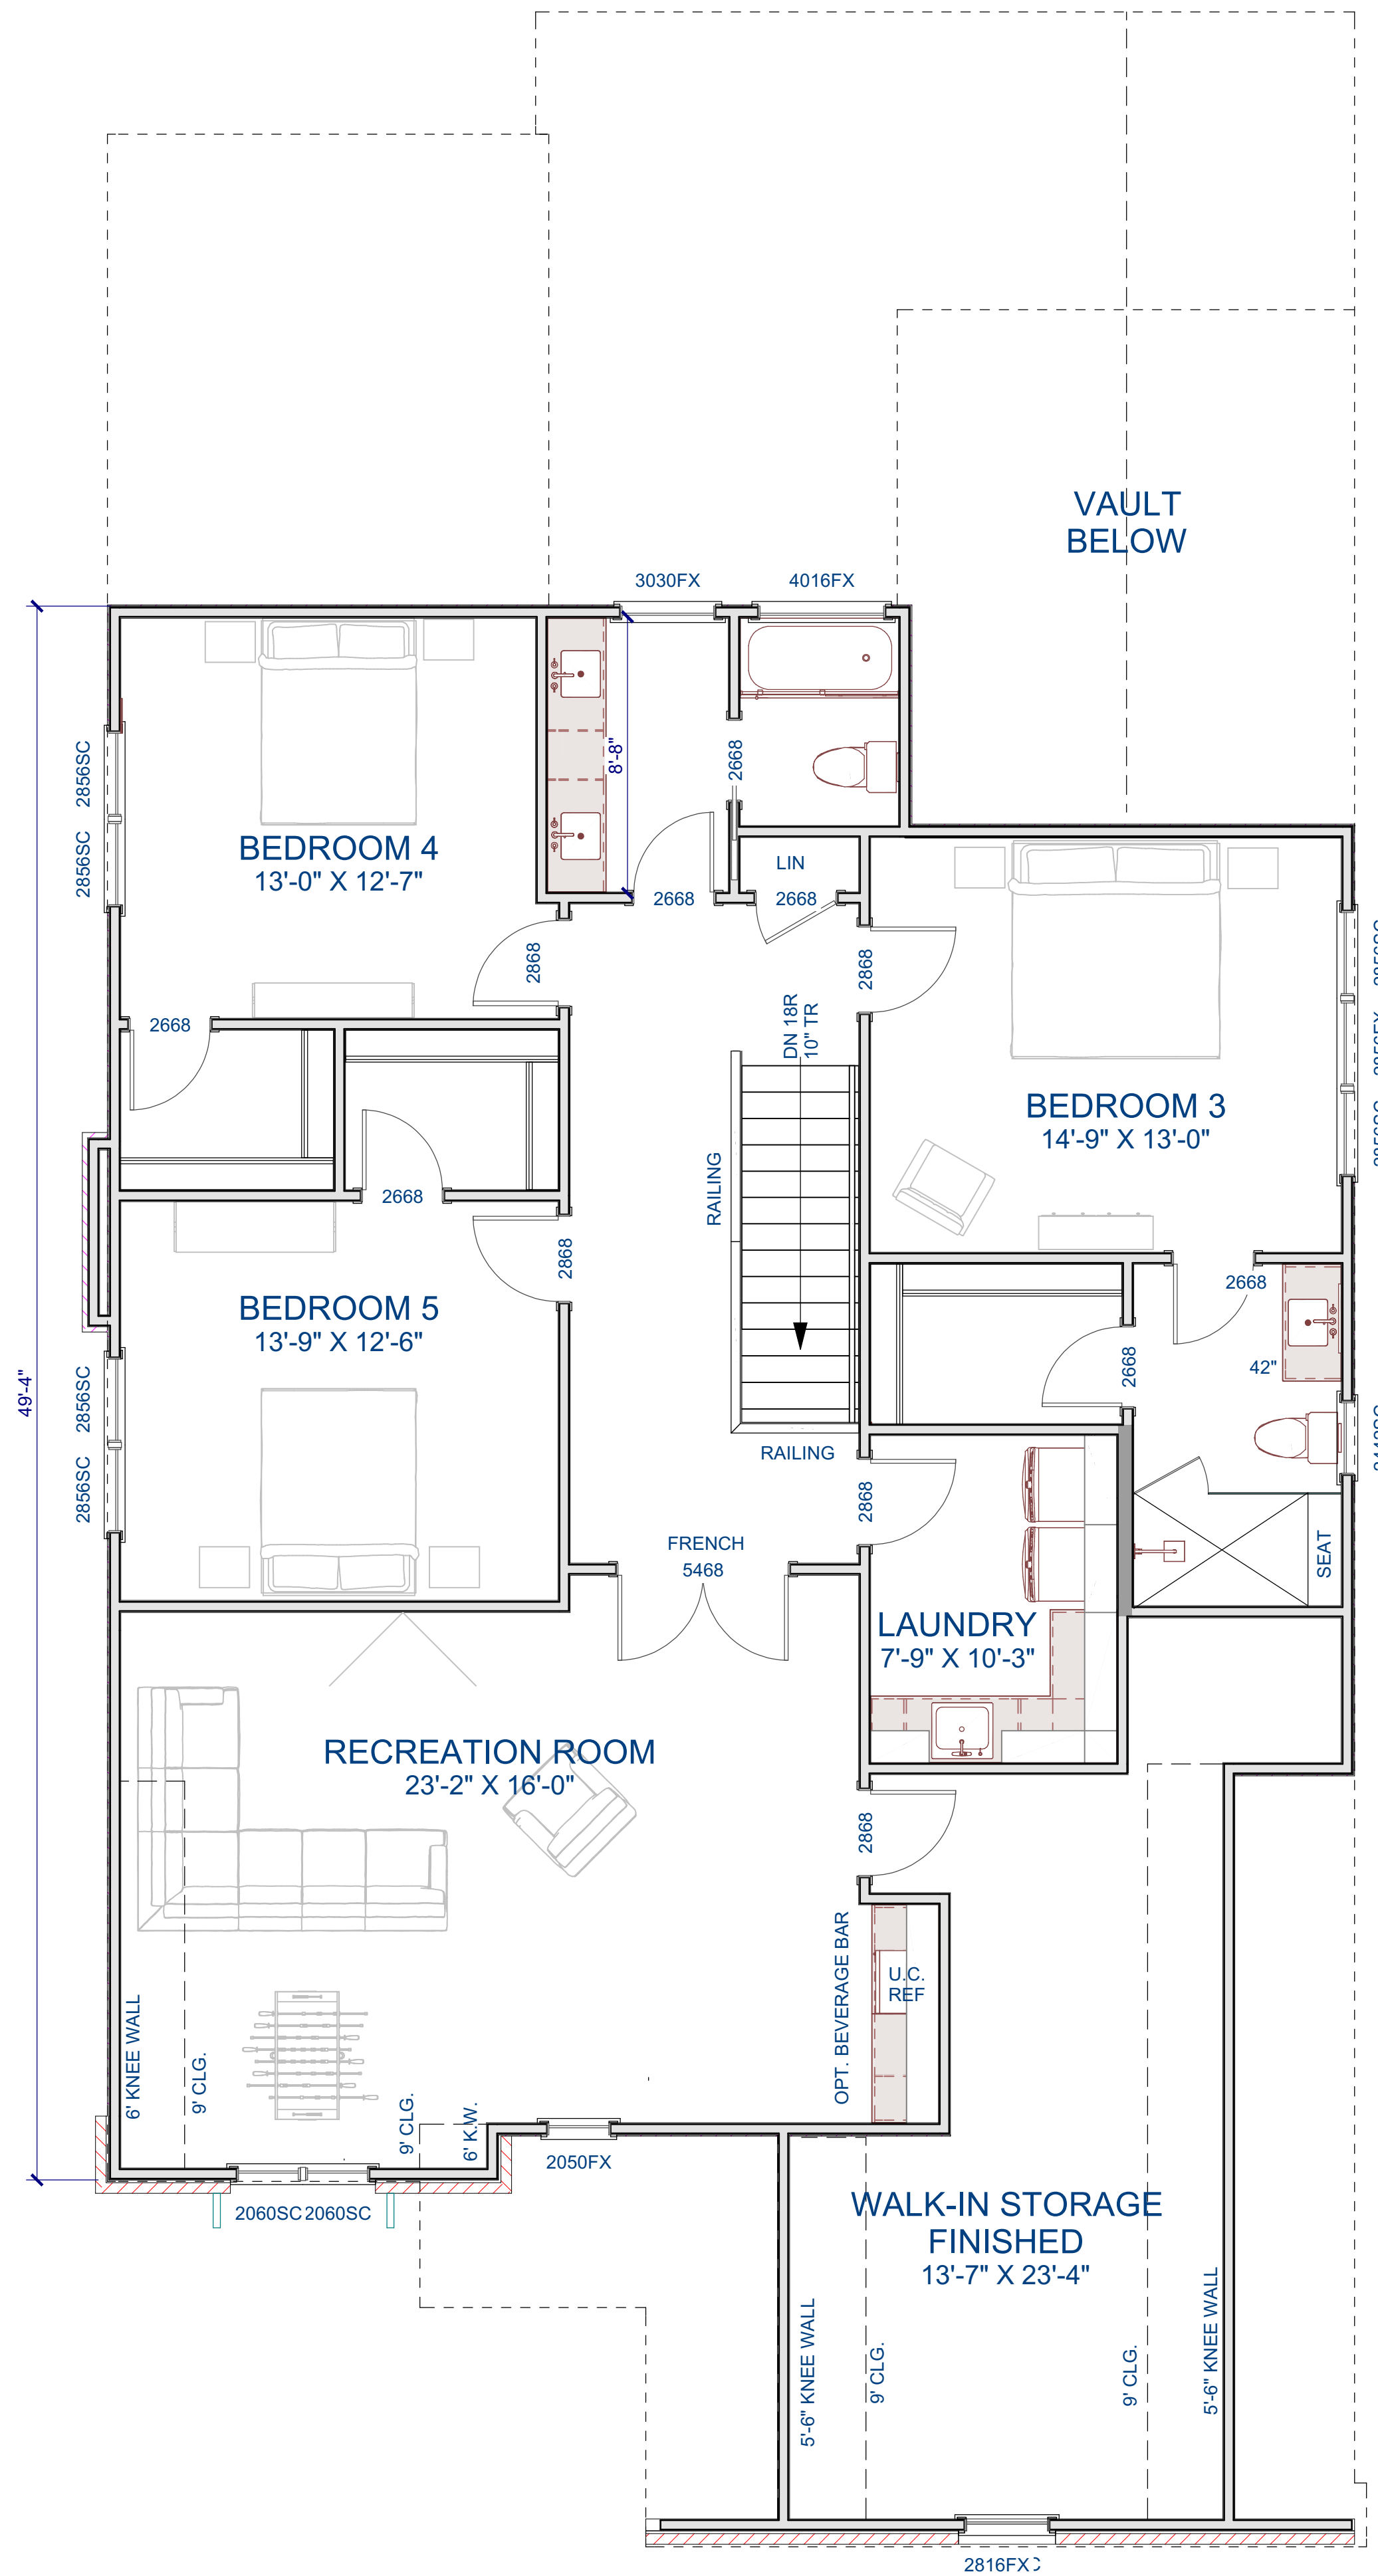 VAULT
BELOW
3030FX
4016FX
2856SC
2856SC
8'-8"
2668
BEDROOM 4
13'-0" X 12'-7"
LIN
2668
2668
2868
2868
2668
DN 18R
10" TR
BEDROOM 3
14'-9" X 13'-0"
RAILING
2668
2868
BEDROOM 5
13'-9" X 12'-6"
2668
2668
42"
49'-4"
2856SC
2856SC
RAILING
2868
FRENCH
5468
SEAT
LAUNDRY
7'-9" X 10'-3"
RECREATION ROOM
23'-2" X 16'-0"
2868
OPT. BEVERAGE BAR
U.C.
REF
6' KNEE WALL
9' CLG.
9' CLG.
6' K.W.
2050FX
2060SC
2060SC
WALK-IN STORAGE
FINISHED
13'-7" X 23'-4"
5'-6" KNEE WALL
9' CLG.
9' CLG.
5'-6" KNEE WALL
2816FX